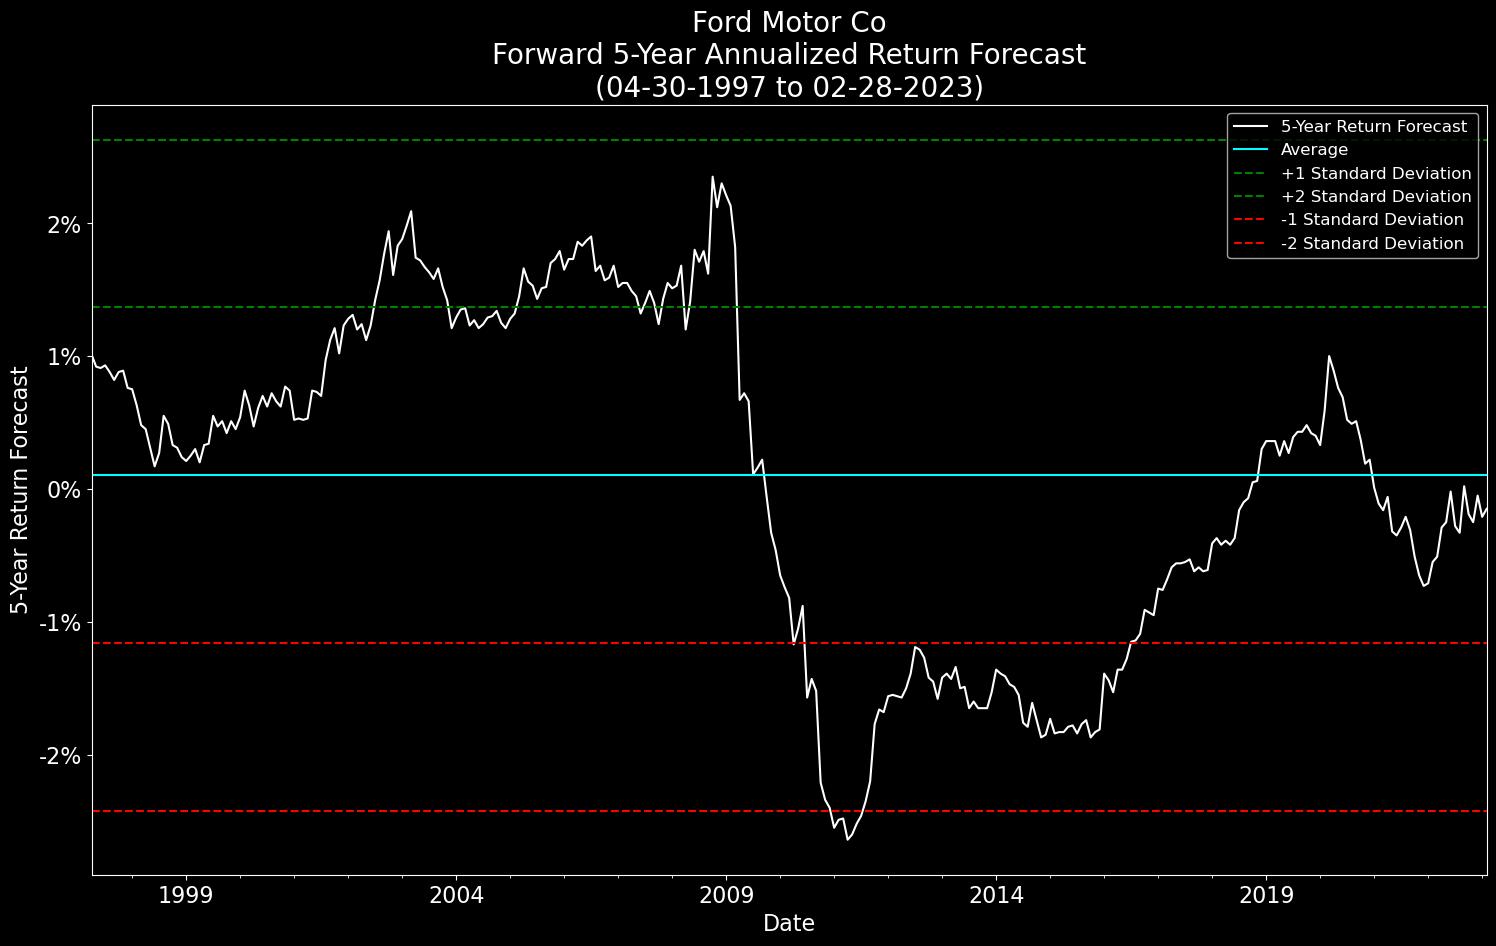 Ford Motor Co
Forward 5-Year Annualized Return Forecast
(04-30-1997 to 02-28-2023)
5-Year Return Forecast
Average
+1 Standard Deviation
+2 Standard Deviation
-1 Standard Deviation
-2 Standard Deviation
2%
1%
0%
-1%
-2%
5-Year Return Forecast
1999 2004 2009 2014 2019
Date